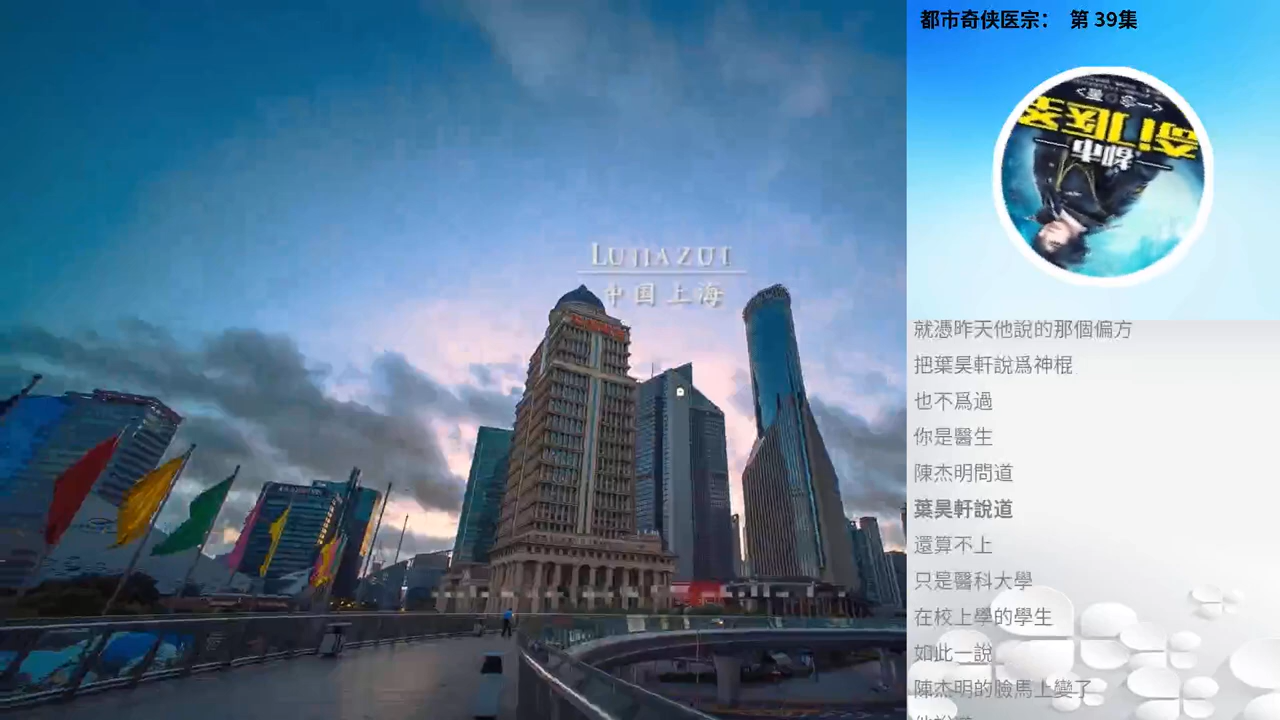 都市奇侠医宗： 第 39集
LUJIAZUI
中国上海
就憑昨天他說的那個偏方
把葉昊軒說爲神棍
也不爲過
你是醫生
陳杰明問道
葉昊軒說道
還算不上
只是醫科大學
在校上學的學生
如此一說
陳杰明的臉馬上變了